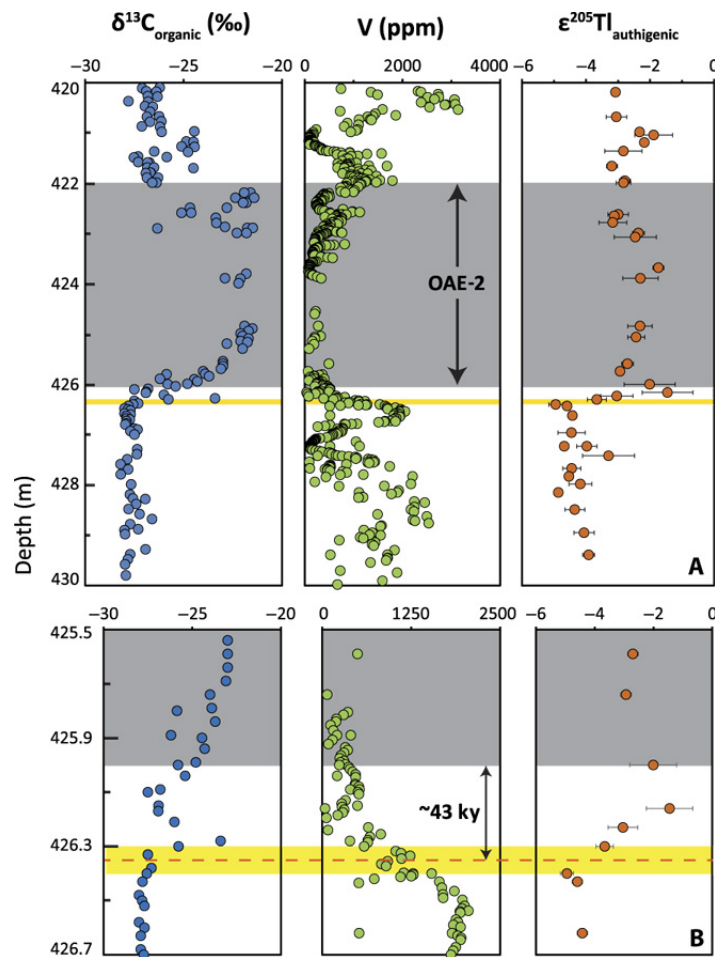 δ¹³Corganic (‰) V (ppm) ε²⁰⁵Tlauthigenic
−30 −25 −20 0 2000 4000 −6 −4 −2 0
420
422
OAE-2
424
426
Depth (m)
428
430 A
−30 −25 −20 0 1250 2500 −6 −4 −2 0
425.5
425.9
~43 ky
426.3
426.7 B